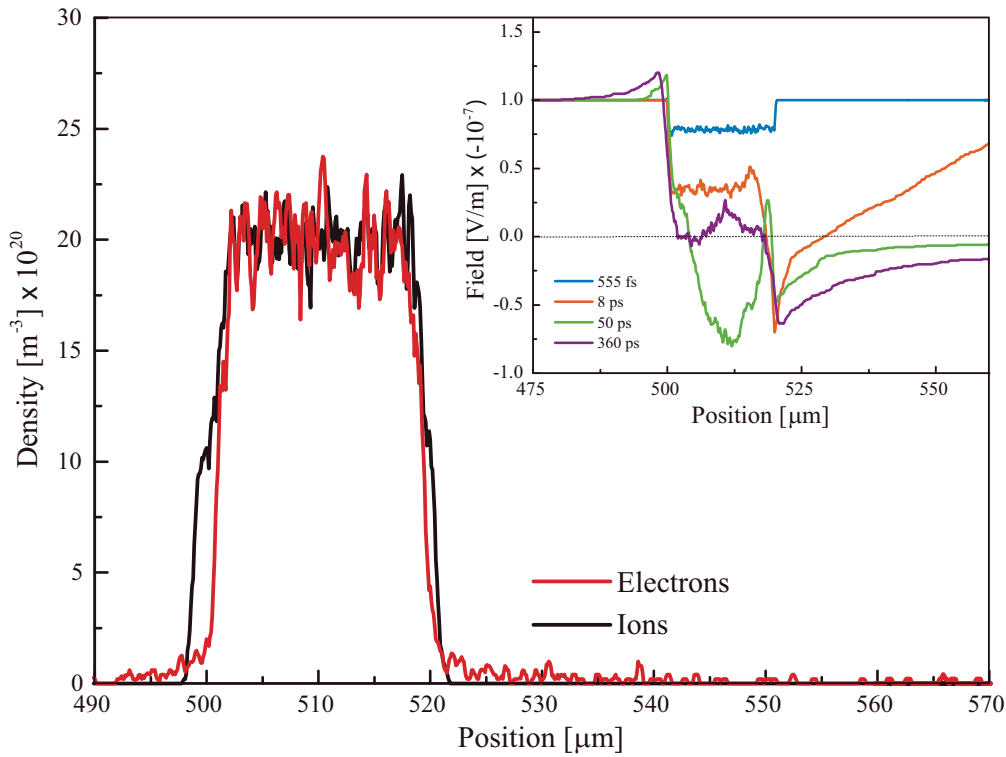 30
25
20
15
10
5
0
Density [m⁻³] x 10²⁰
490
500
510
520
530
540
550
560
570
Position [μm]
Electrons
Ions
1.5
1.0
0.5
0.0
-0.5
-1.0
Field [V/m] x (-10⁻⁷)
555 fs
8 ps
50 ps
360 ps
475
500
525
550
Position [μm]